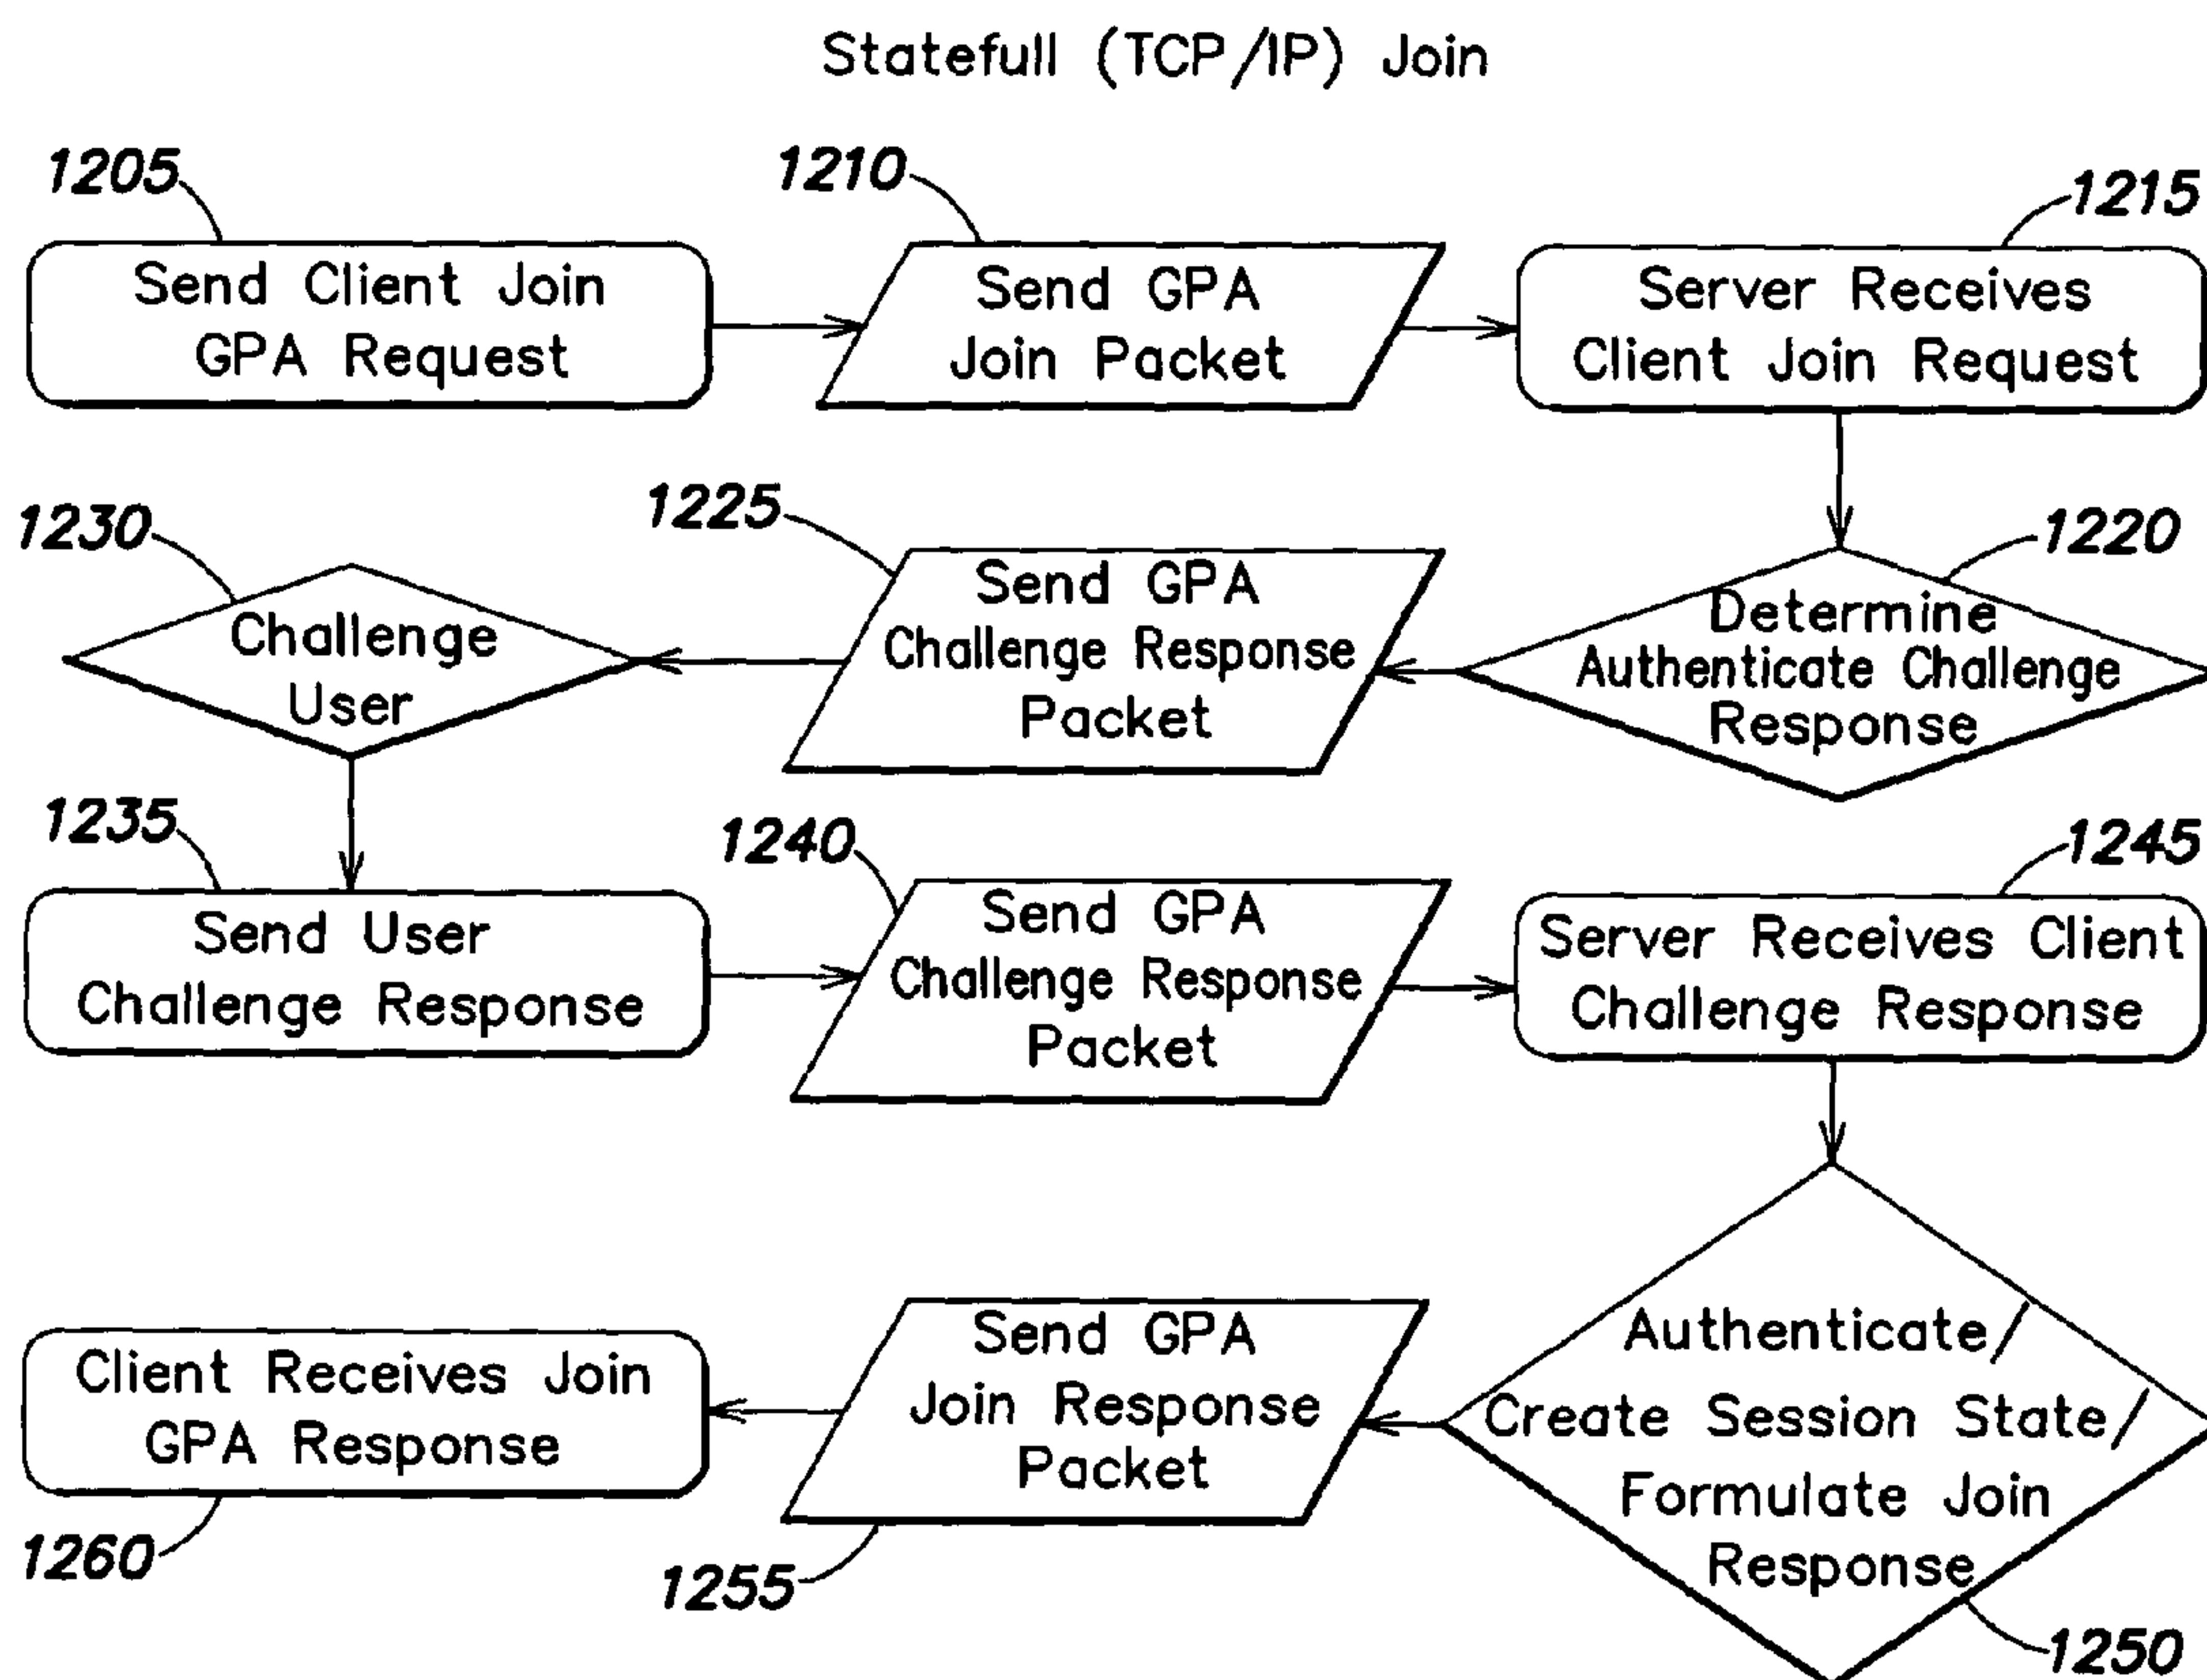 Statefull (TCP/IP) Join
1205
Send Client Join
GPA Request
1210
Send GPA
Join Packet
1215
Server Receives
Client Join Request
1220
Determine
Authenticate Challenge
Response
1225
Send GPA
Challenge Response
Packet
1230
Challenge
User
1235
Send User
Challenge Response
1240
Send GPA
Challenge Response
Packet
1245
Server Receives Client
Challenge Response
Authenticate/
Create Session State/
Formulate Join
Response
1250
Send GPA
Join Response
Packet
1255
Client Receives Join
GPA Response
1260